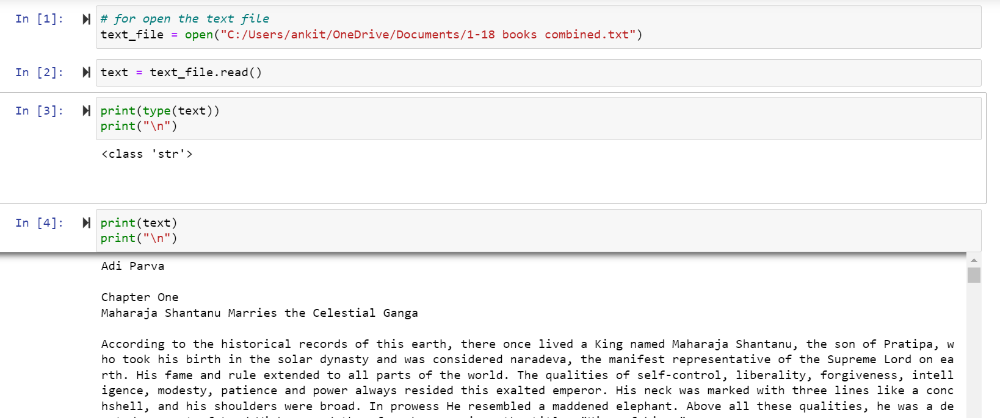 In [1]:
# for open the text file
text_file = open("C:/Users/ankit/OneDrive/Documents/1-18 books combined.txt")
In [2]:
text = text_file.read()
In [3]:
print(type(text))
print("\n")
<class 'str'>
In [4]:
print(text)
print("\n")
Adi Parva
Chapter One
Maharaja Shantanu Marries the Celestial Ganga
According to the historical records of this earth, there once lived a King named Maharaja Shantanu, the son of Pratipa, w
ho took his birth in the solar dynasty and was considered naradeva, the manifest representative of the Supreme Lord on ea
rth. His fame and rule extended to all parts of the world. The qualities of self-control, liberality, forgiveness, intell
igence, modesty, patience and power always resided this exalted emperor. His neck was marked with three lines like a conc
hshell, and his shoulders were broad. In prowess He resembled a maddened elephant. Above all these qualities, he was a de